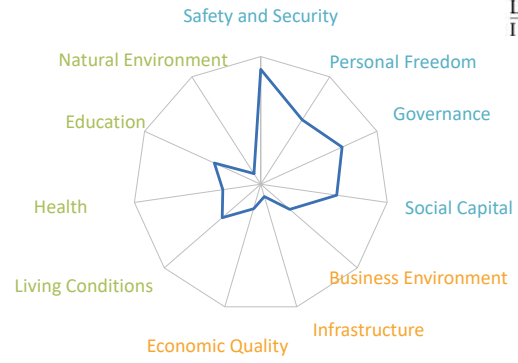 Safety and Security
Natural Environment
Personal Freedom
Education
Governance
Health
Social Capital
Living Conditions
Business Environment
Infrastructure
Economic Quality